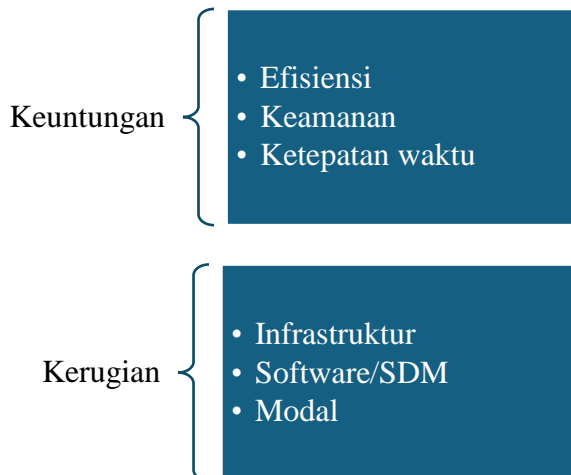 Keuntungan
• Efisiensi
• Keamanan
• Ketepatan waktu
Kerugian
• Infrastruktur
• Software/SDM
• Modal